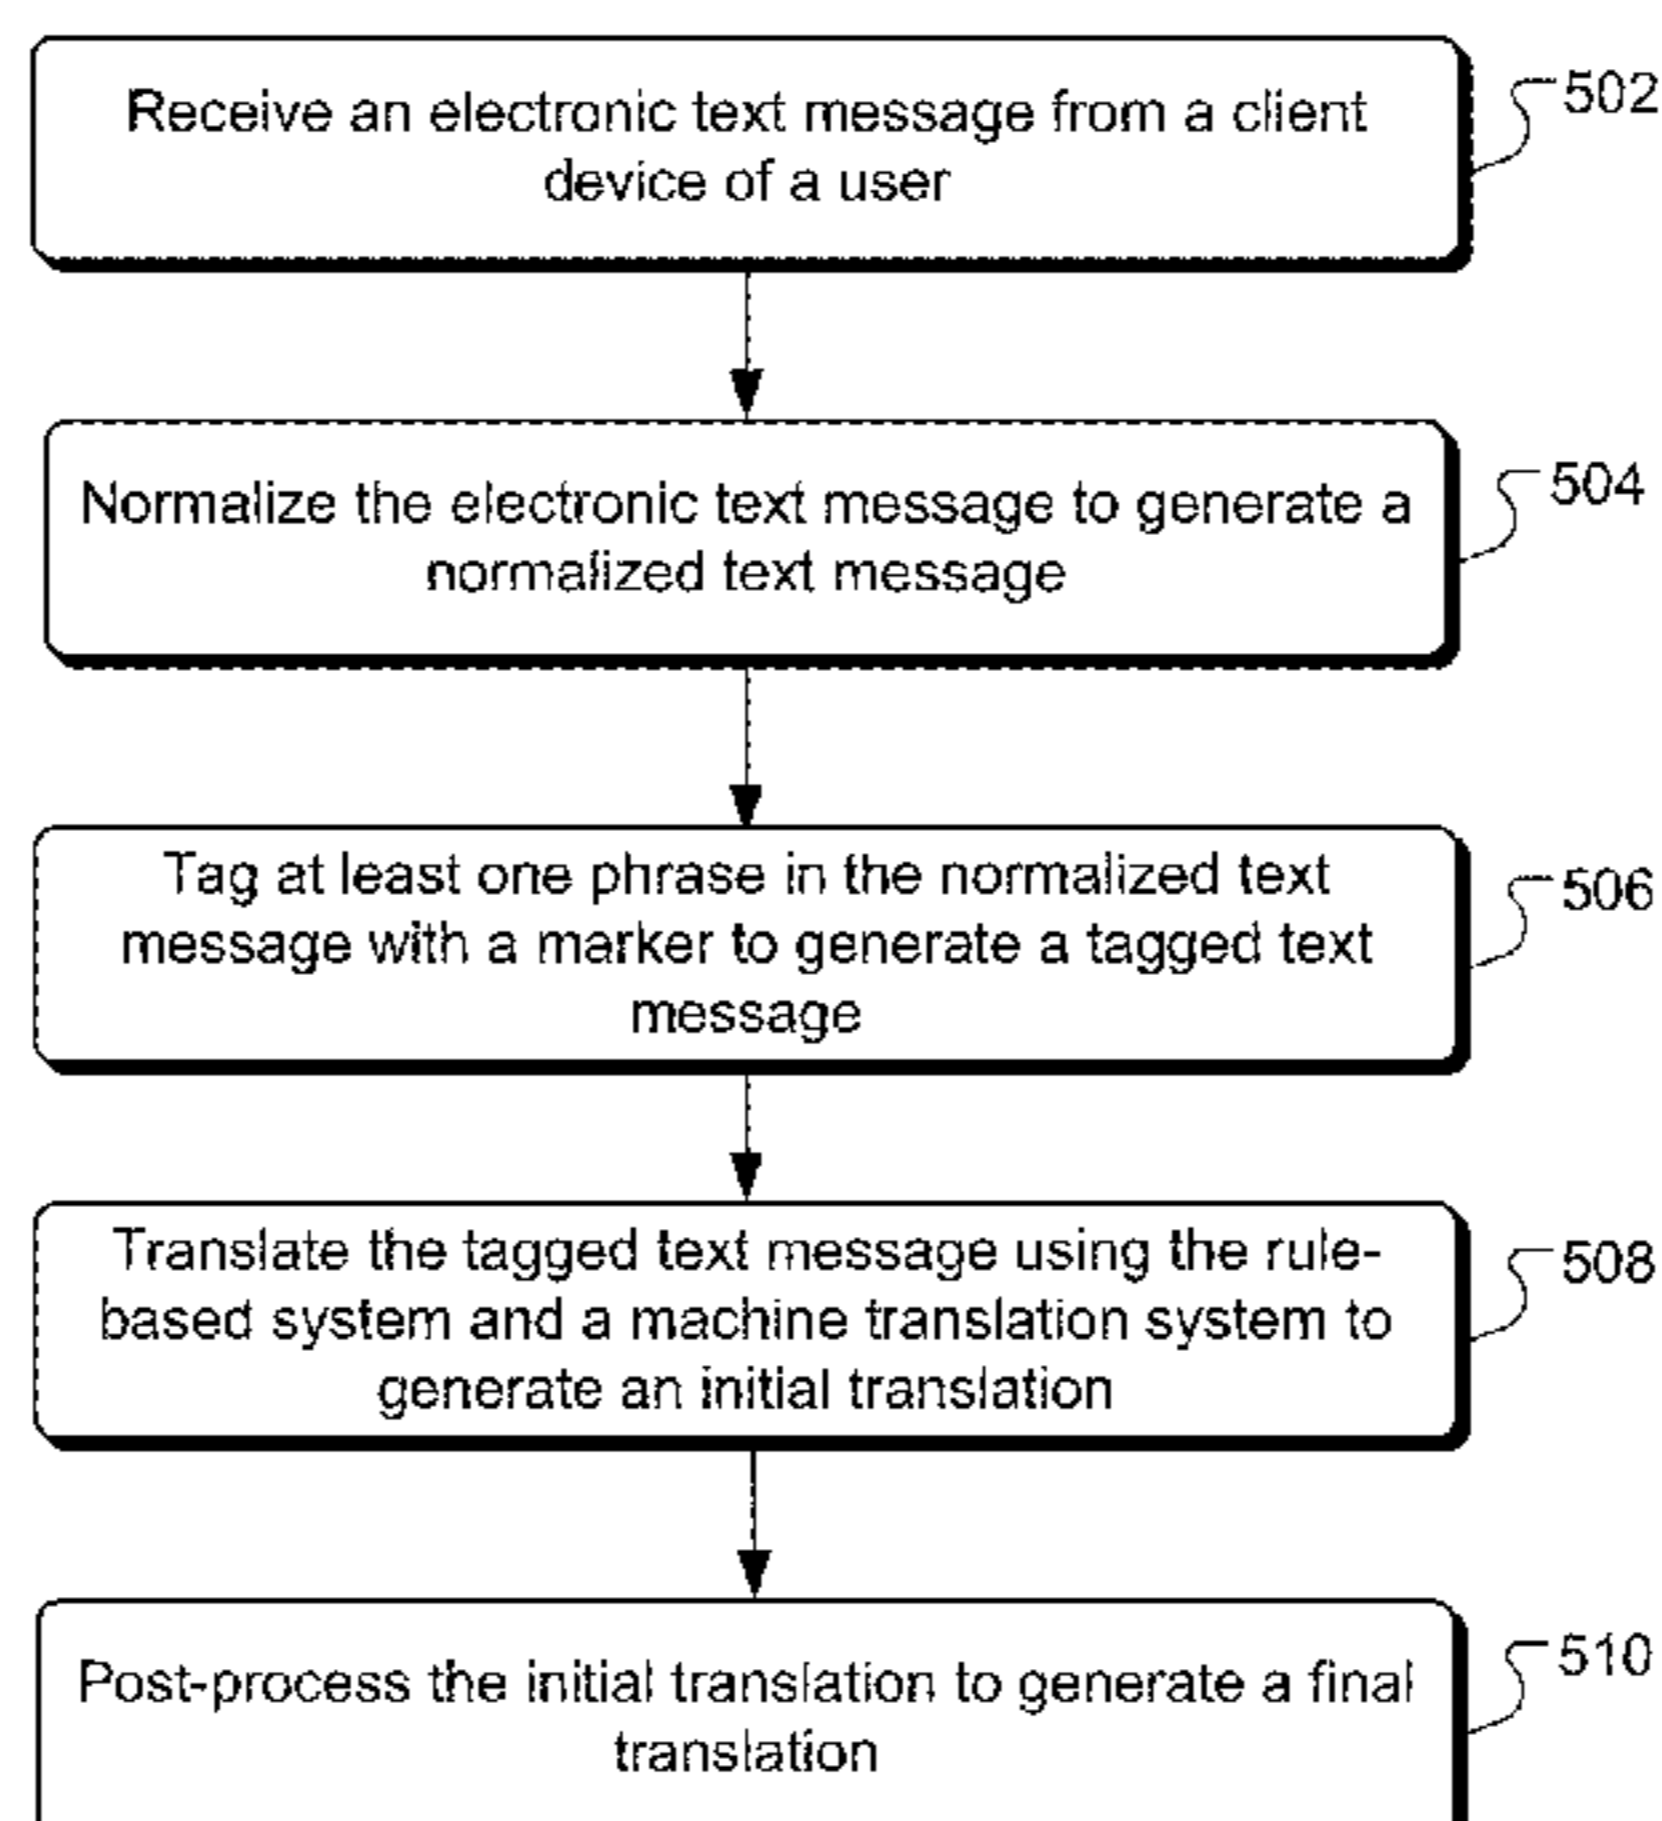 Receive an electronic text message from a client
device of a user
502
Normalize the electronic text message to generate a
normalized text message
504
Tag at least one phrase in the normalized text
message with a marker to generate a tagged text
message
506
Translate the tagged text message using the rule-
based system and a machine translation system to
generate an initial translation
508
Post-process the initial translation to generate a final
translation
510